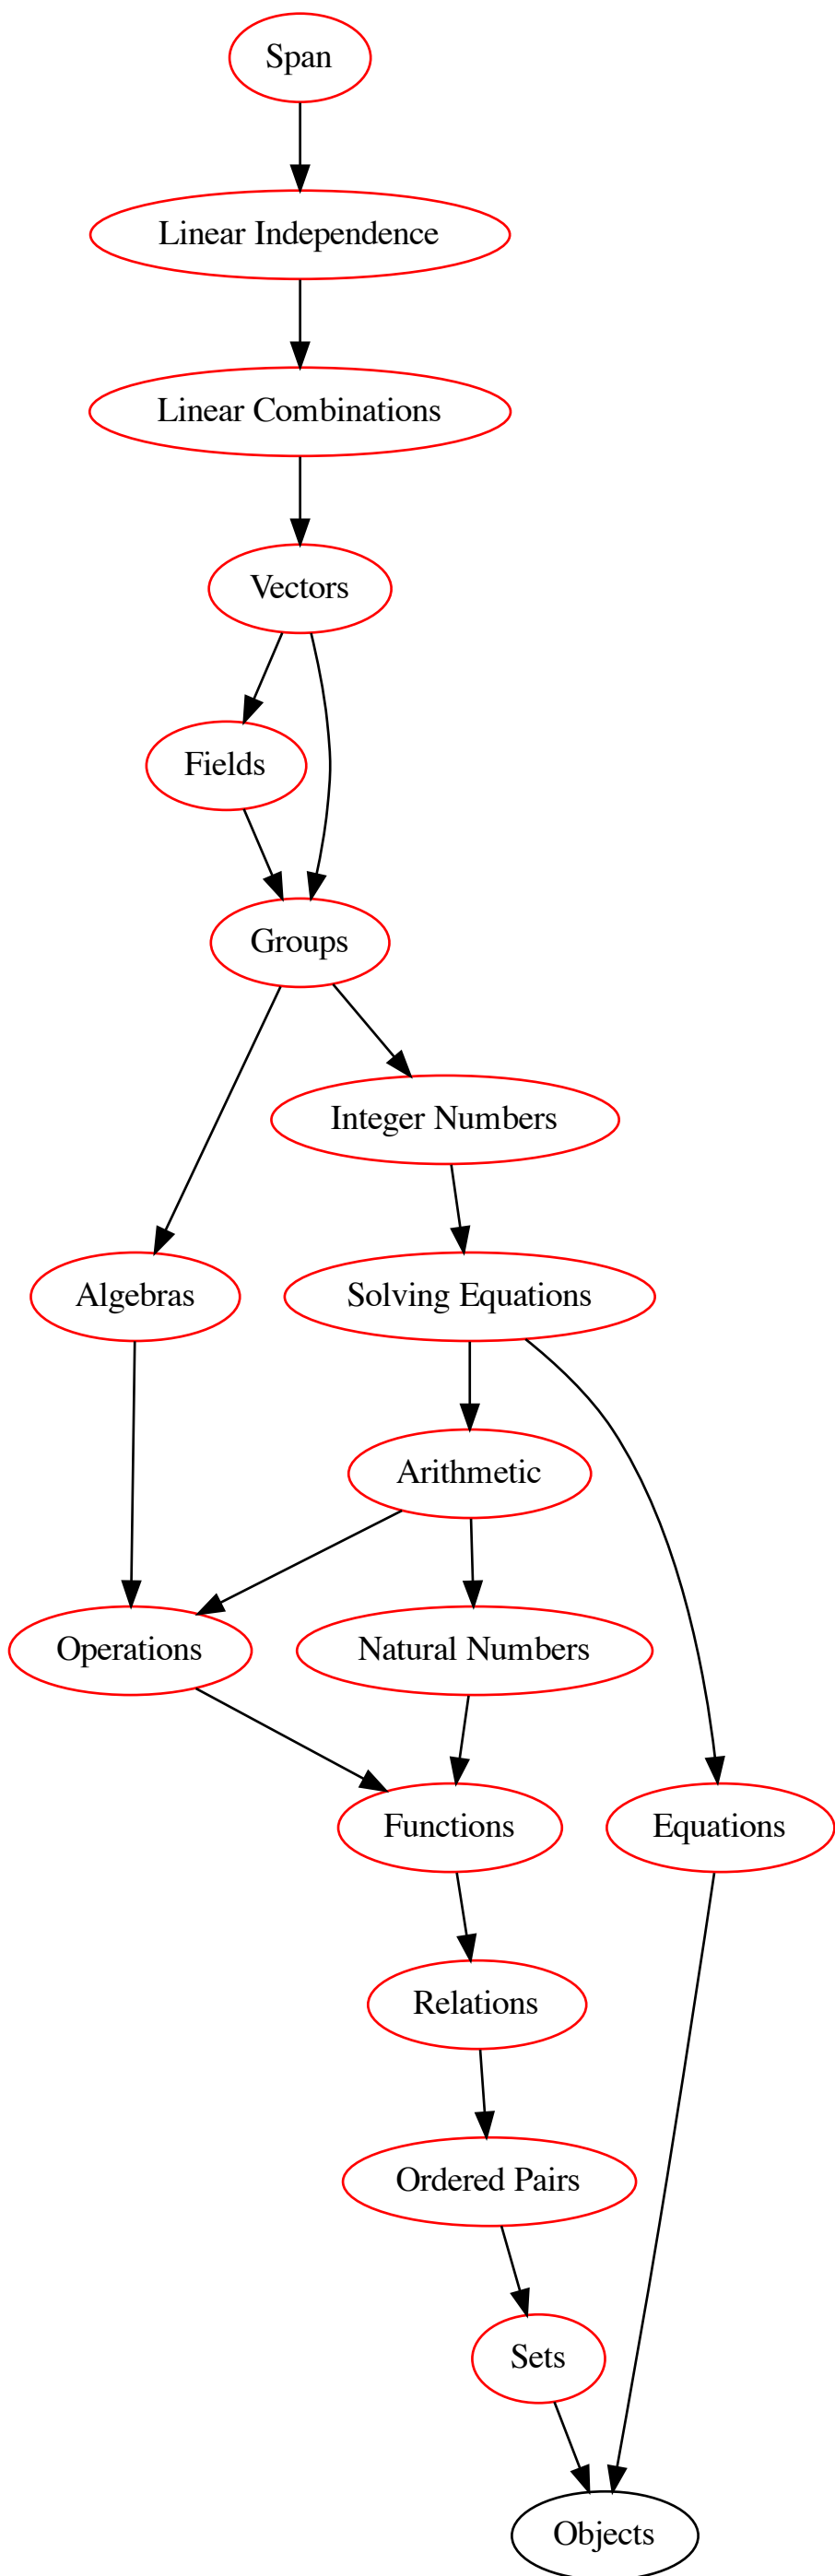 Span
Linear Independence
Linear Combinations
Vectors
Fields
Groups
Integer Numbers
Algebras
Solving Equations
Arithmetic
Operations
Natural Numbers
Functions
Equations
Relations
Ordered Pairs
Sets
Objects